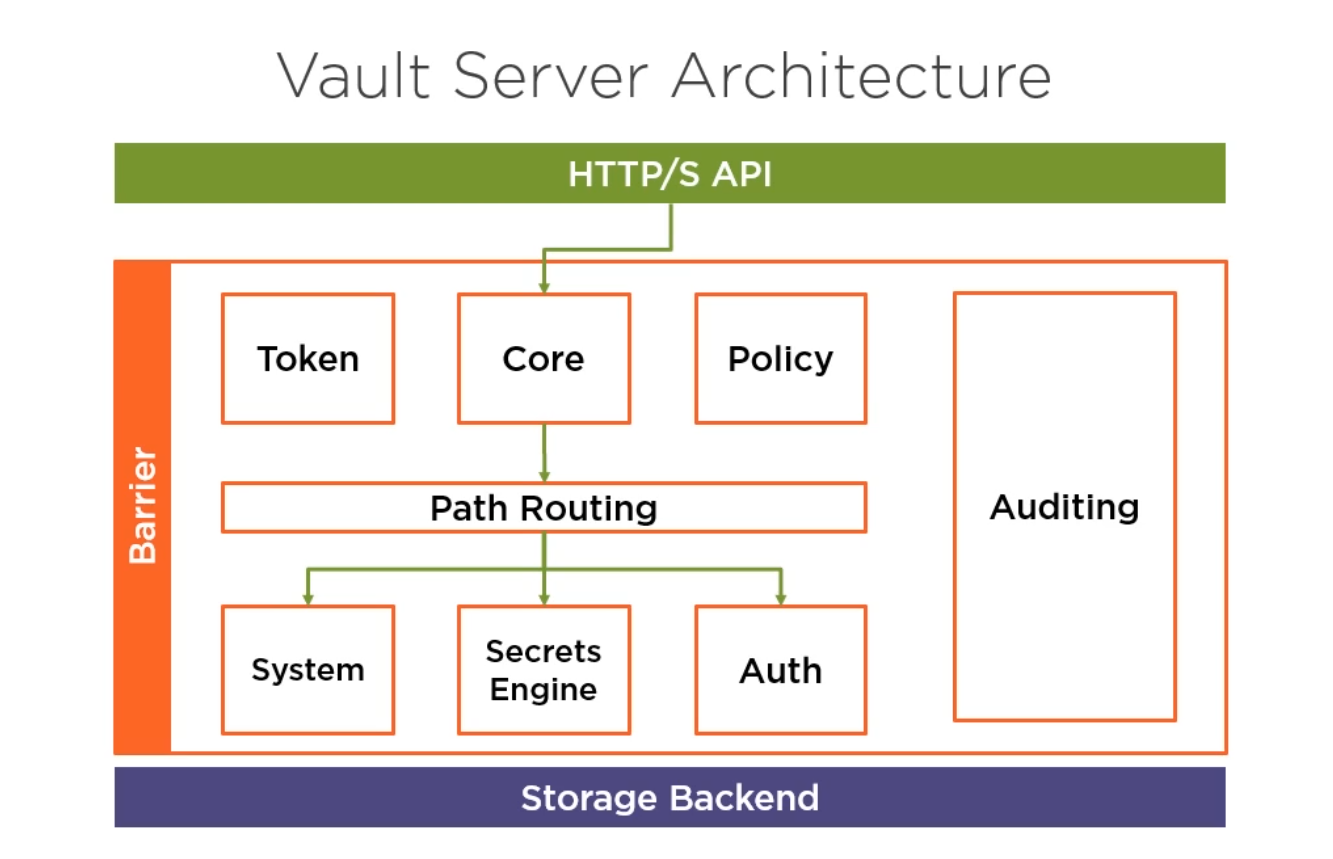 Vault Server Architecture
HTTP/S API
Token
Core
Policy
Barrier
Path Routing
Auditing
System
Secrets
Engine
Auth
Storage Backend